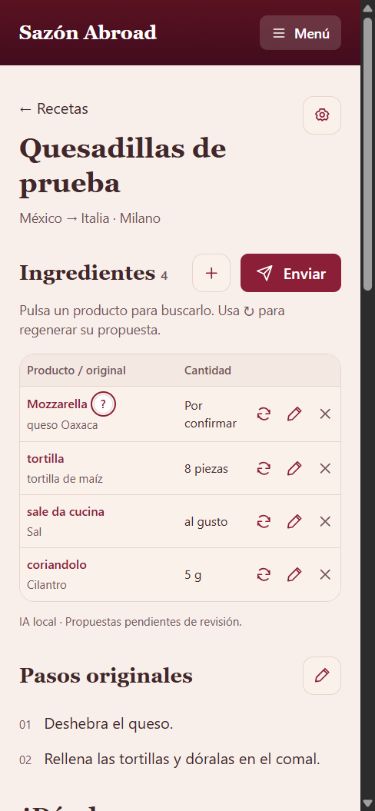 Sazón Abroad
Menú
← Recetas
Quesadillas de
prueba
México → Italia · Milano
Ingredientes 4
+
Enviar
Pulsa un producto para buscarlo. Usa ↻ para
regenerar su propuesta.
Producto / original
Cantidad
Mozzarella ?
queso Oaxaca
Por
confirmar
tortilla
tortilla de maíz
8 piezas
sale da cucina
Sal
al gusto
coriandolo
Cilantro
5 g
IA local · Propuestas pendientes de revisión.
Pasos originales
01 Deshebra el queso.
02 Rellena las tortillas y dóralas en el comal.